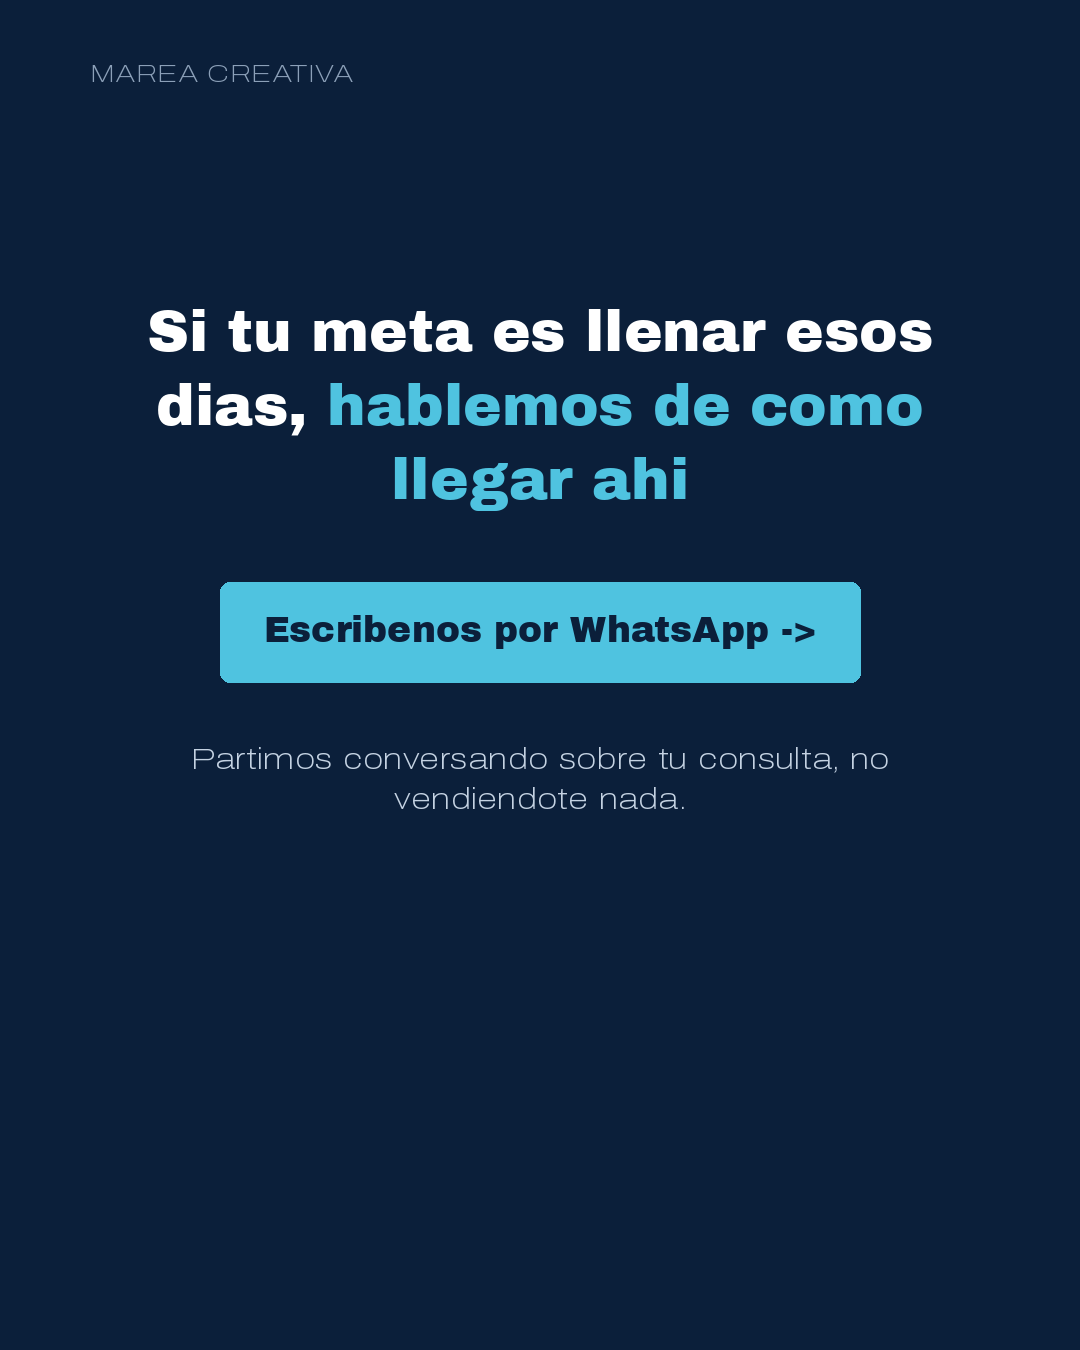 MAREA CREATIVA
Si tu meta es llenar esos
dias, hablemos de como
llegar ahi
Escribenos por WhatsApp ->
Partimos conversando sobre tu consulta, no
vendiendote nada.